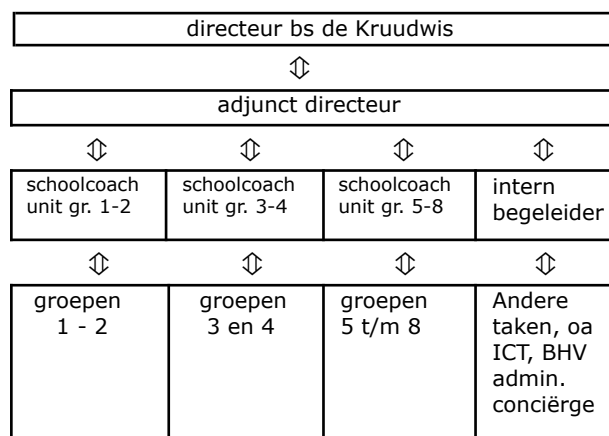 directeur bs de Kruudwis
⇕
adjunct directeur
⇕ ⇕ ⇕ ⇕
schoolcoach
unit gr. 1-2
schoolcoach
unit gr. 3-4
schoolcoach
unit gr. 5-8
intern
begeleider
⇕ ⇕ ⇕ ⇕
groepen
1 - 2
groepen
3 en 4
groepen
5 t/m 8
Andere
taken, oa
ICT, BHV
admin.
conciërge